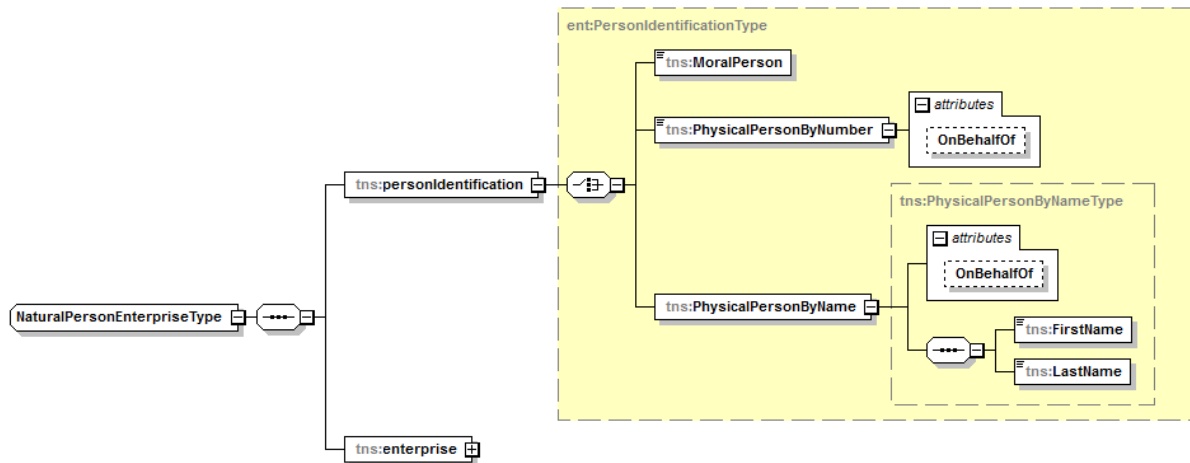 ent:PersonIdentificationType
tns:MoralPerson
attributes
tns:PhysicalPersonByNumber
OnBehalfOf
tns:personIdentification
tns:PhysicalPersonByNameType
attributes
OnBehalfOf
tns:PhysicalPersonByName
NaturalPersonEnterpriseType
tns:FirstName
tns:LastName
tns:enterprise